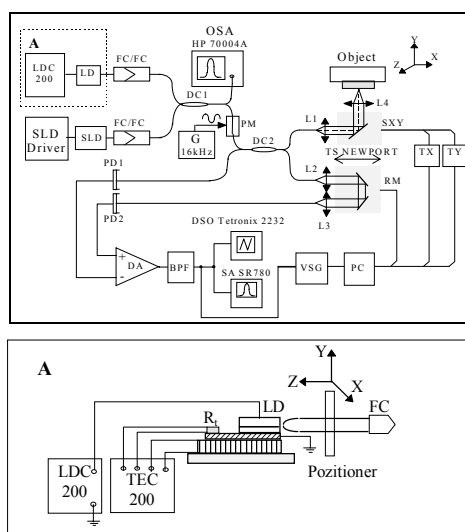 A
OSA
HP 70004A
Object
LDC
200
LD
FC/FC
DC1
Z
Y
X
L4
SLD
Driver
SLD
FC/FC
G
16kHz
PM
DC2
L1
SXY
TS NEWPORT
TX
TY
PD1
L2
RM
PD2
L3
DSO Tetronix 2232
+
-
DA
BPF
SA SR780
VSG
PC
A
Y
Z
X
LD
FC
Rt
Pozitioner
LDC
200
TEC
200